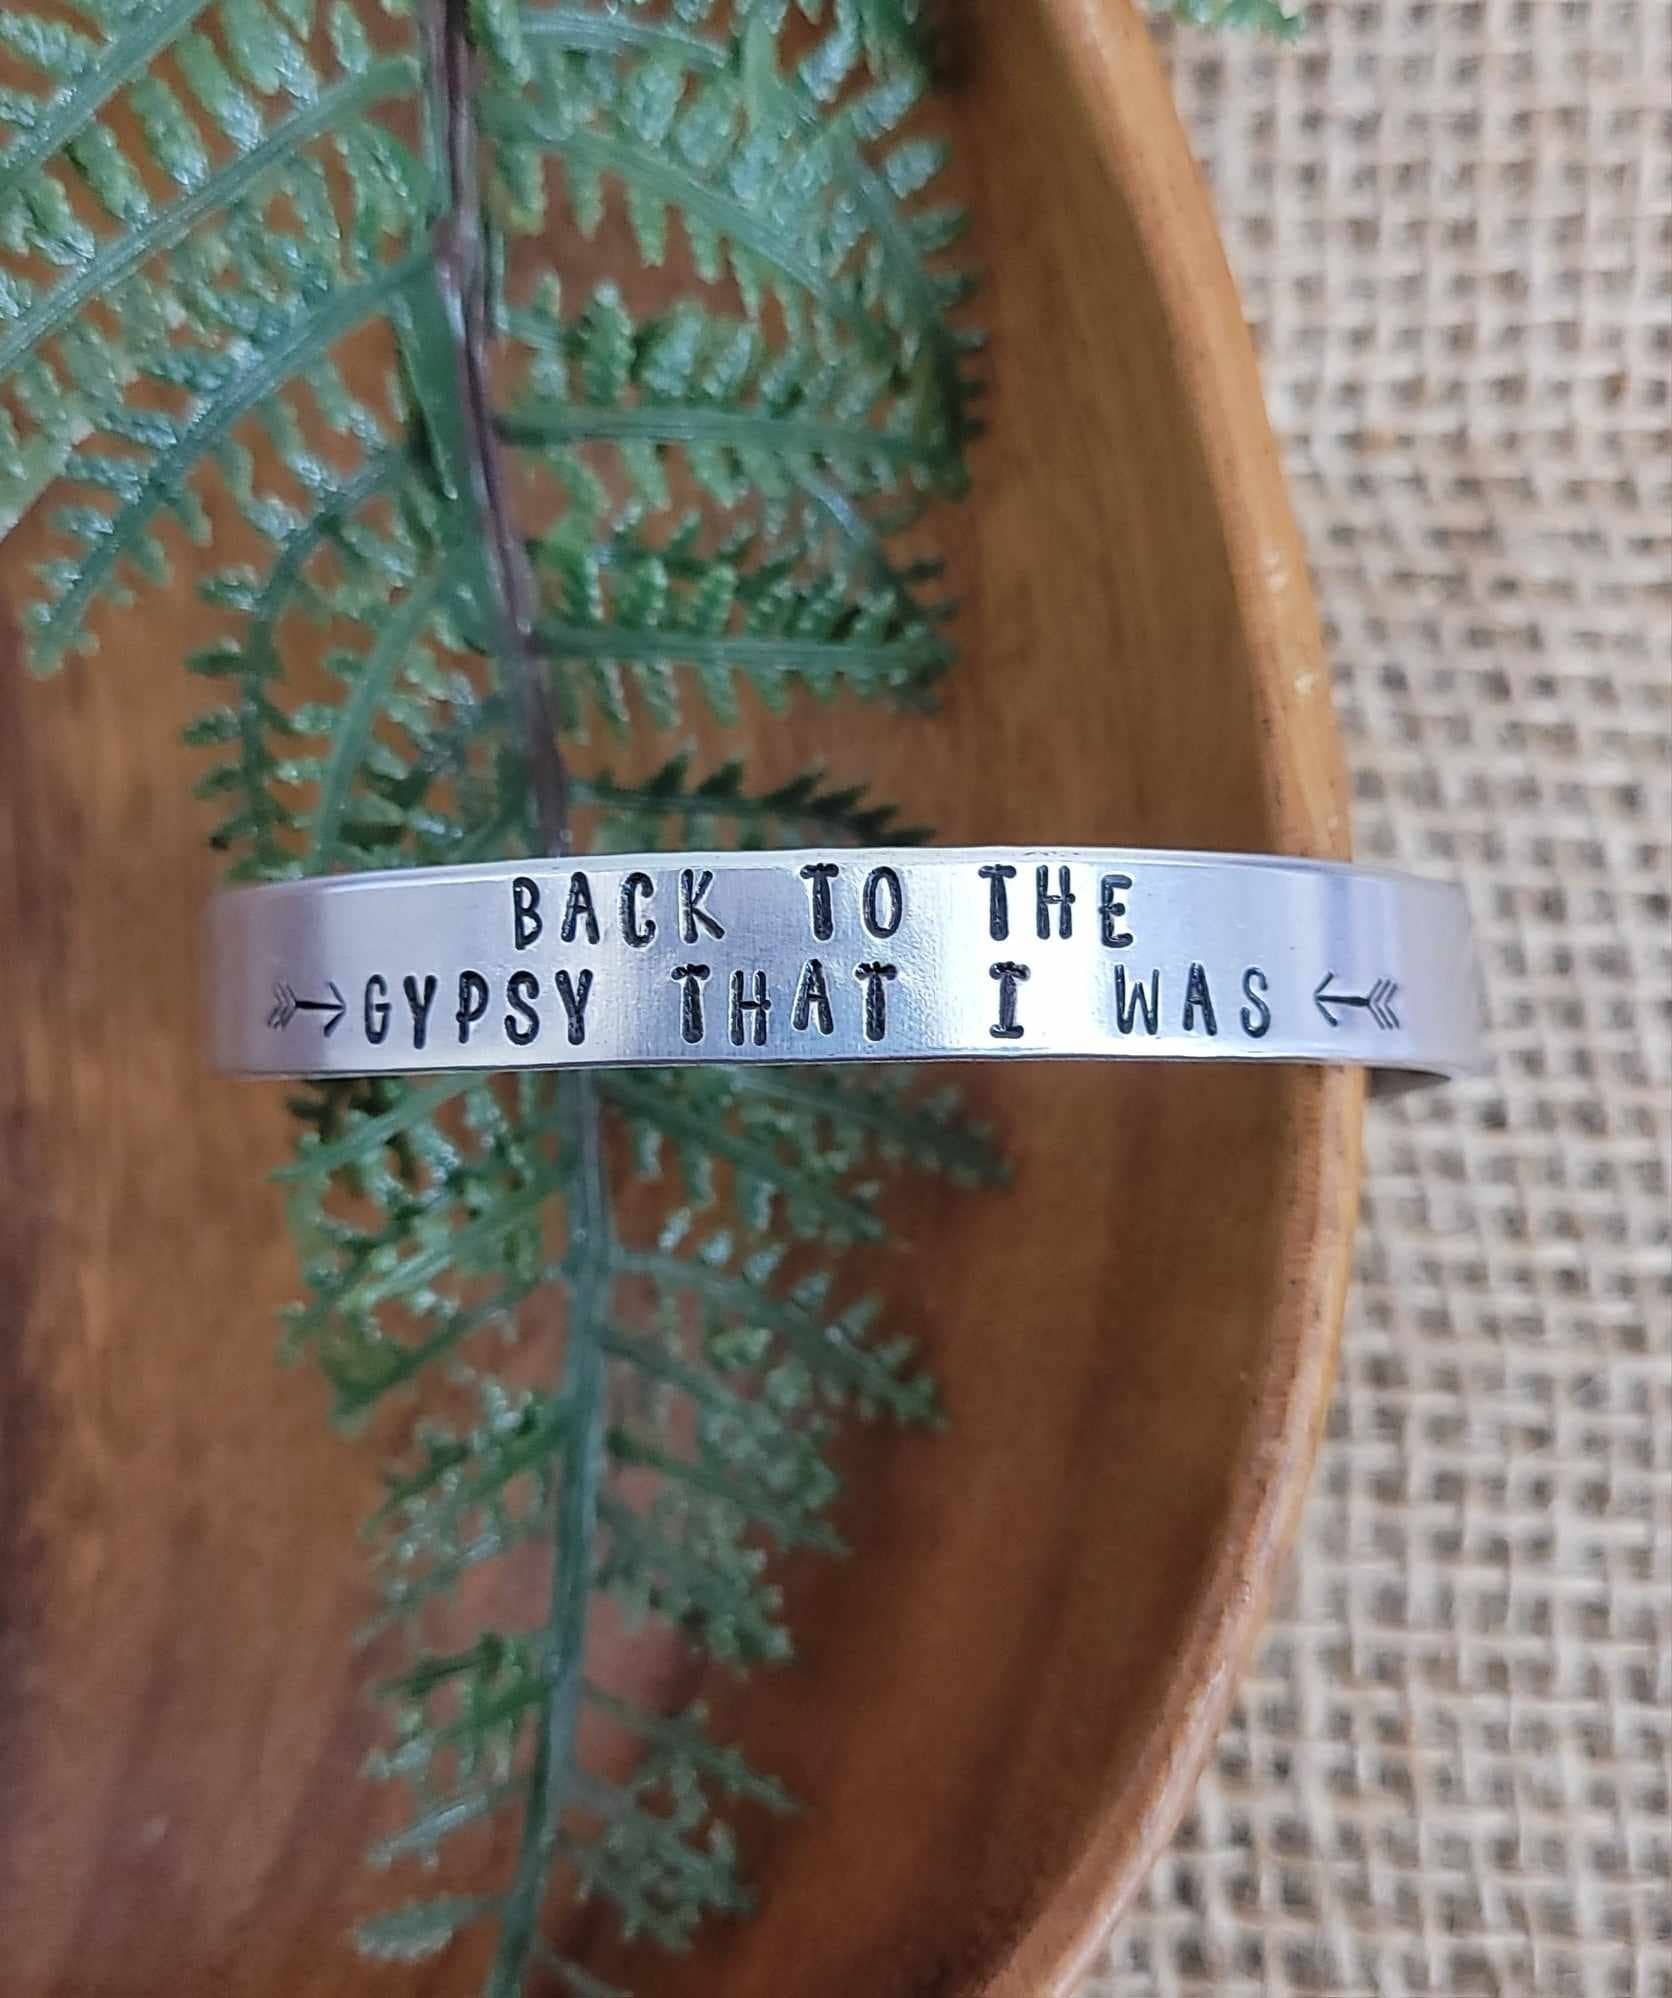 BACK TO THE
GYPSY THAT I WAS